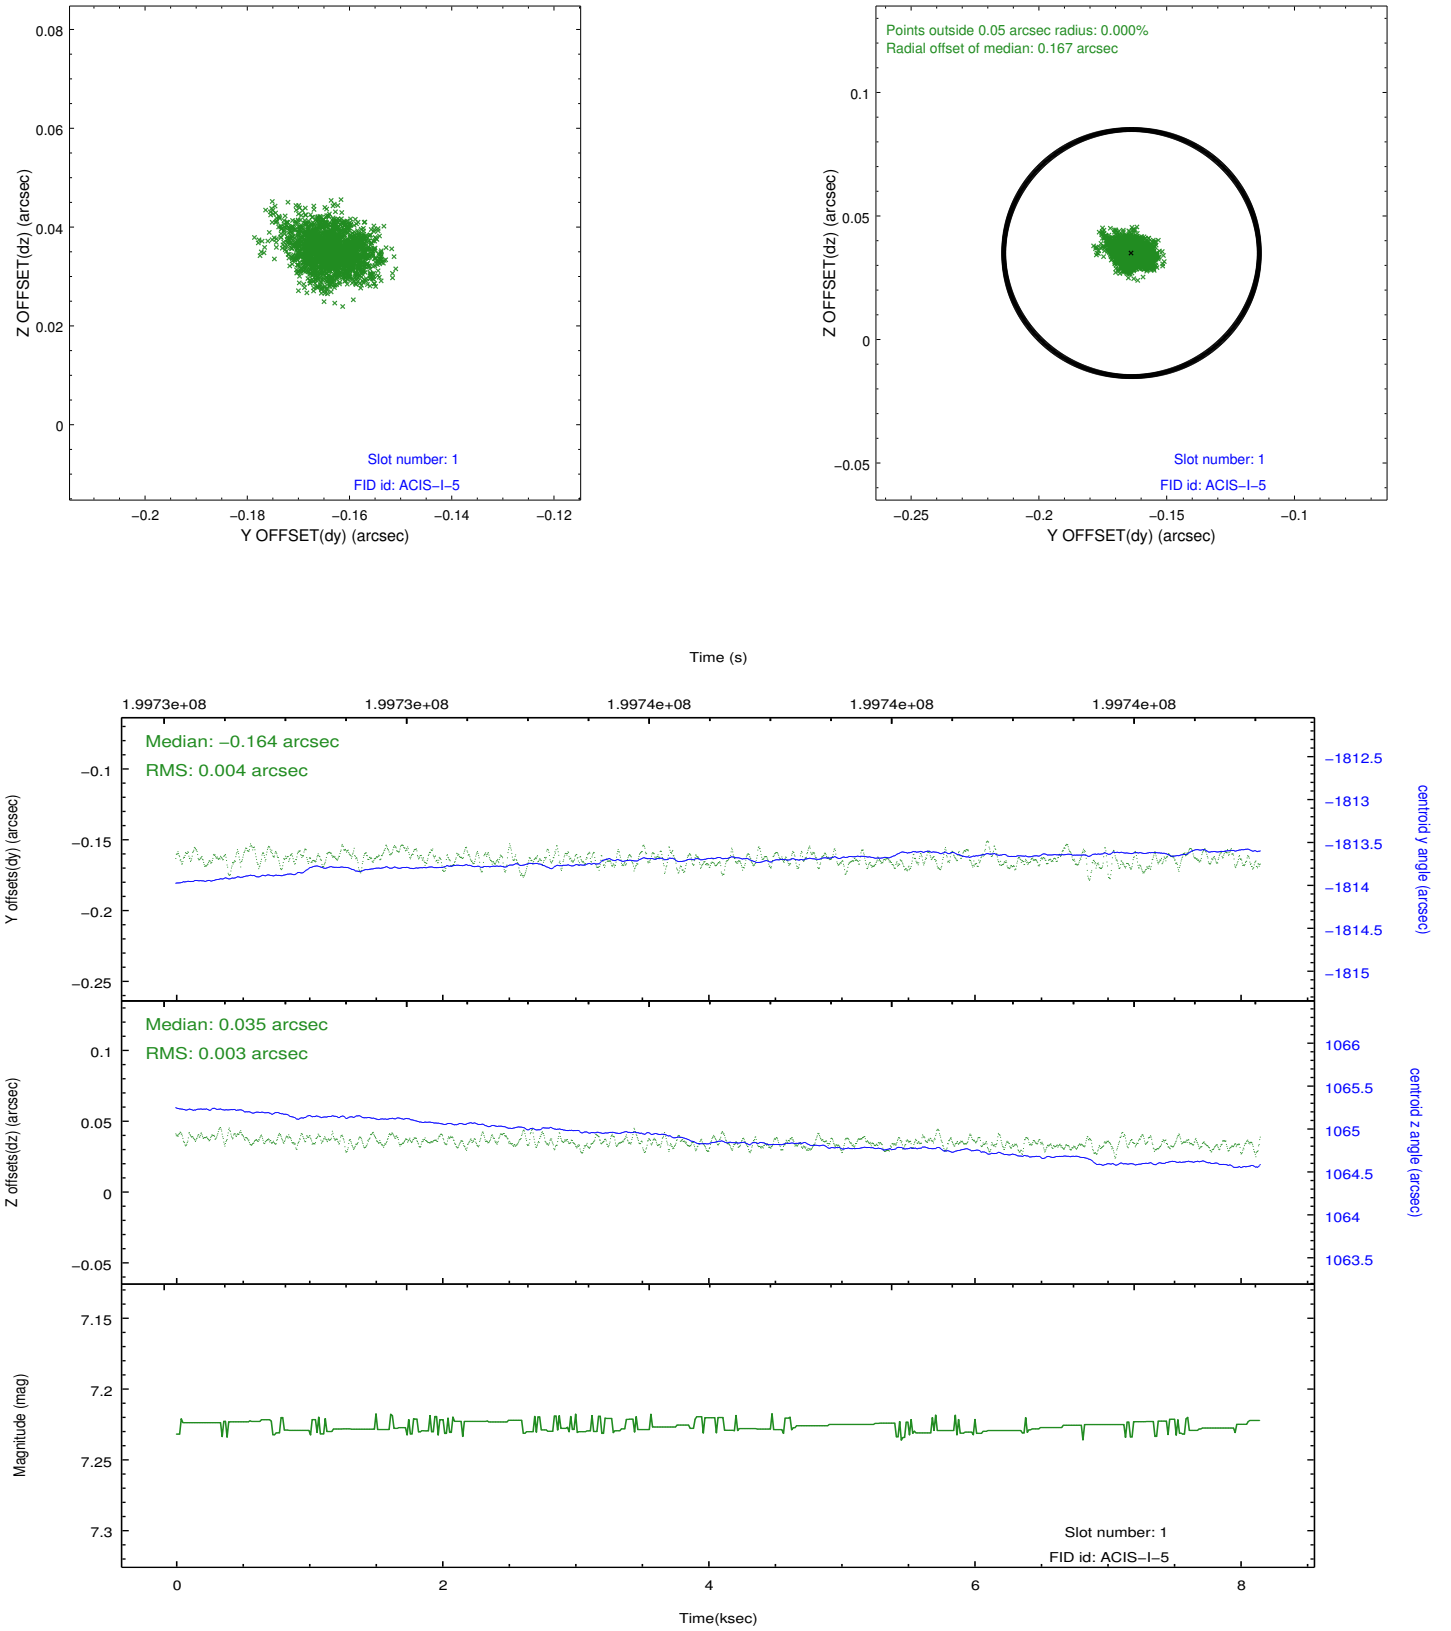 0.08
0.06
0.04
0.02
0
Z OFFSET(dz) (arcsec)
Slot number: 1
FID id: ACIS−I−5
−0.2
−0.18
−0.16
−0.14
−0.12
Y OFFSET(dy) (arcsec)
Points outside 0.05 arcsec radius: 0.000%
Radial offset of median: 0.167 arcsec
0.1
0.05
0
−0.05
Z OFFSET(dz) (arcsec)
Slot number: 1
FID id: ACIS−I−5
−0.25
−0.2
−0.15
−0.1
Y OFFSET(dy) (arcsec)
Time (s)
1.9973e+08
1.9973e+08
1.9974e+08
1.9974e+08
1.9974e+08
Median: −0.164 arcsec
RMS: 0.004 arcsec
−0.1
−0.15
−0.2
−0.25
Y offsets(dy) (arcsec)
−1812.5
−1813
−1813.5
−1814
−1814.5
−1815
centroid y angle (arcsec)
Median: 0.035 arcsec
RMS: 0.003 arcsec
0.1
0.05
0
−0.05
Z offsets(dz) (arcsec)
1066
1065.5
1065
1064.5
1064
1063.5
centroid z angle (arcsec)
7.15
7.2
7.25
7.3
Magnitude (mag)
Slot number: 1
FID id: ACIS−I−5
0
2
4
6
8
Time(ksec)